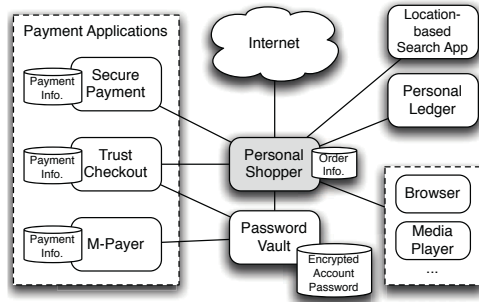 Payment Applications
Payment
Info.
Secure
Payment
Payment
Info.
Trust
Checkout
Payment
Info.
M-Payer
Internet
Personal
Shopper
Order
Info.
Password
Vault
Encrypted
Account
Password
Location-
based
Search App
Personal
Ledger
Browser
Media
Player
...